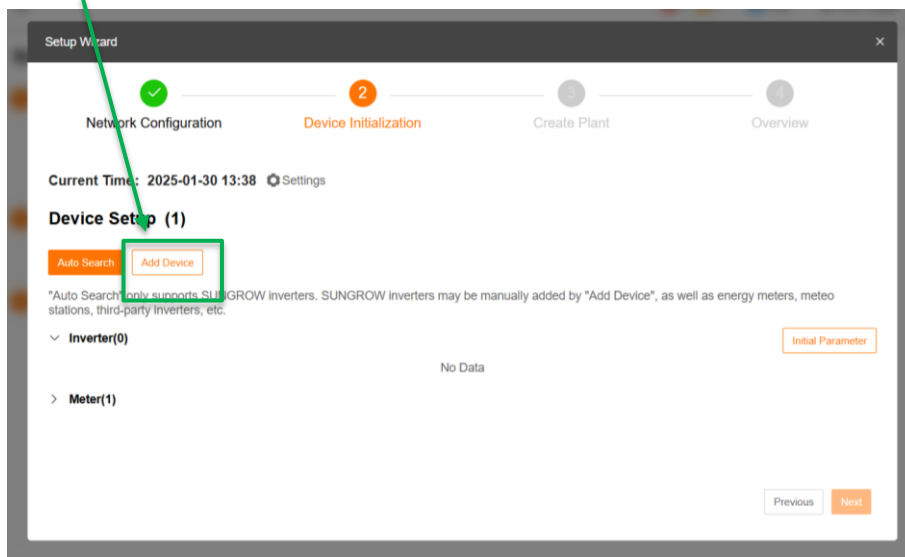 Setup Wizard
2
3
4
Network Configuration
Device Initialization
Create Plant
Overview
Current Time: 2025-01-30 13:38 Settings
Device Setup (1)
Auto Search
Add Device
"Auto Search" only supports SUNGROW inverters. SUNGROW inverters may be manually added by "Add Device", as well as energy meters, meteo
stations, third-party inverters, etc.
Inverter(0)
Initial Parameter
No Data
Meter(1)
Previous
Next